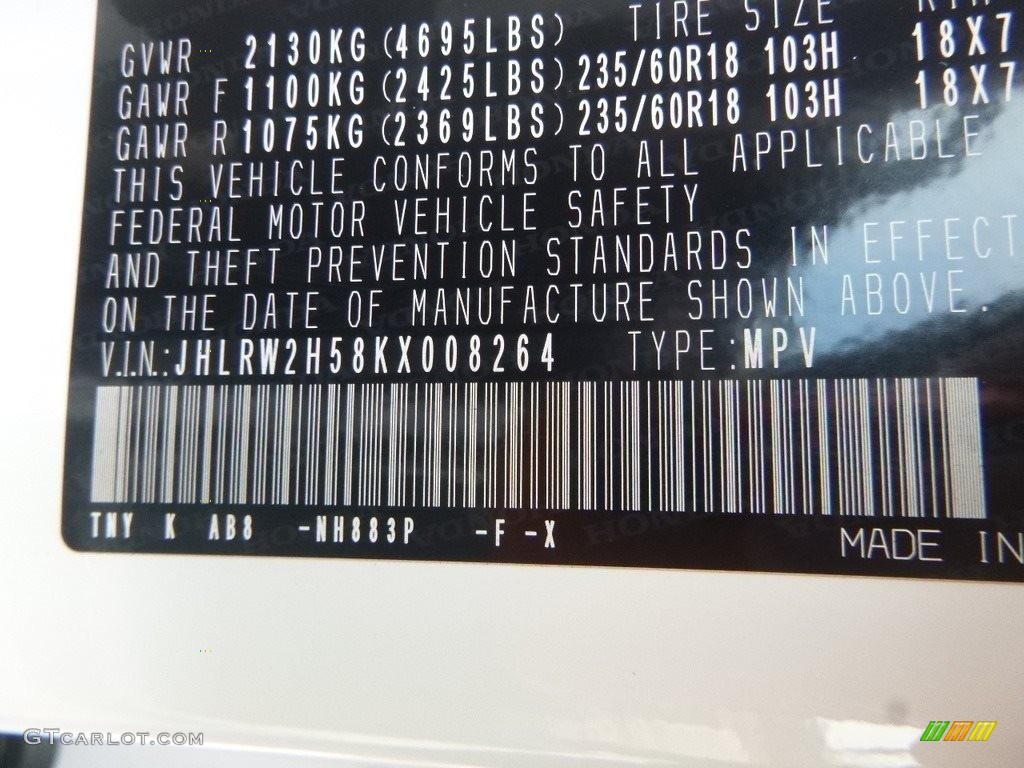 TIRE SIZE
GVWR 2130KG (4695LBS)
GAWR F 1100KG (2425LBS) 235/60R18 103H 18X7
GAWR R 1075KG (2369LBS) 235/60R18 103H 18X7
THIS VEHICLE CONFORMS TO ALL APPLICABLE
FEDERAL MOTOR VEHICLE SAFETY
AND THEFT PREVENTION STANDARDS IN EFFECT
ON THE DATE OF MANUFACTURE SHOWN ABOVE.
V.I.N.:JHLRW2H58KX008264 TYPE:MPV
TNY K AB8 -NH883P -F -X
MADE IN
GTCARLOT.COM